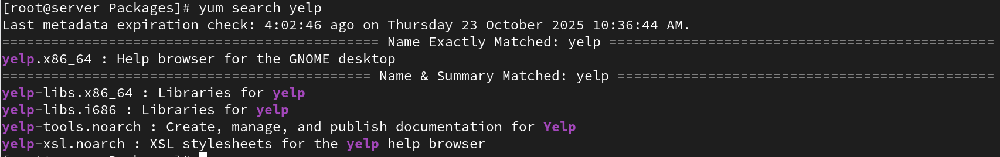 [root@server Packages]# yum search yelp
Last metadata expiration check: 4:02:46 ago on Thursday 23 October 2025 10:36:44 AM.
============================================== Name Exactly Matched: yelp ===============================================
yelp.x86_64 : Help browser for the GNOME desktop
============================================= Name & Summary Matched: yelp ==============================================
yelp-libs.x86_64 : Libraries for yelp
yelp-libs.i686 : Libraries for yelp
yelp-tools.noarch : Create, manage, and publish documentation for Yelp
yelp-xsl.noarch : XSL stylesheets for the yelp help browser